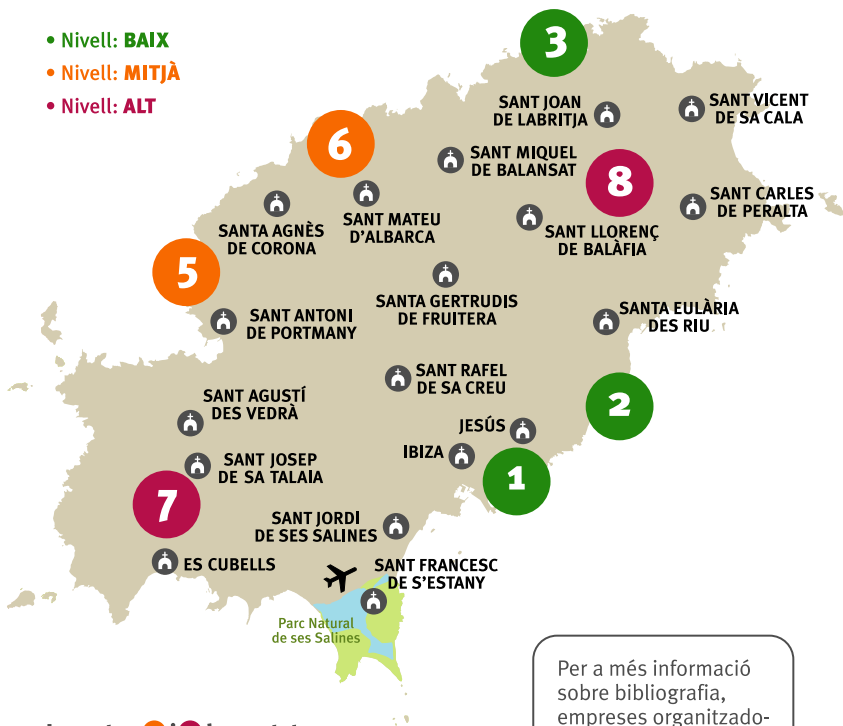 • Nivell: BAIX
• Nivell: MITJÀ
• Nivell: ALT
3
SANT JOAN
DE LABRITJA
SANT VICENT
DE SA CALA
6
SANT MIQUEL
DE BALANSAT
8
SANT CARLES
DE PERALTA
SANTA AGNÈS
DE CORONA
SANT MATEU
D'ALBARCA
SANT LLORENÇ
DE BALÀFIA
5
SANT ANTONI
DE PORTMANY
SANTA GERTRUDIS
DE FRUITERA
SANTA EULÀRIA
DES RIU
SANT RAFEL
DE SA CREU
SANT AGUSTÍ
DES VEDRÀ
2
JESÚS
IBIZA
1
SANT JOSEP
DE SA TALAIA
7
SANT JORDI
DE SES SALINES
ES CUBELLS
SANT FRANCESC
DE S'ESTANY
Parc Natural
de ses Salines
Per a més informació
sobre bibliografia,
empreses organitzado-